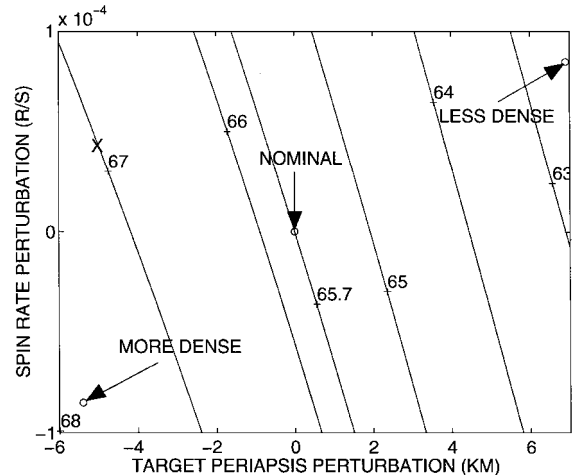 1 x 10⁻⁴
LESS DENSE
64
66
67
NOMINAL
63
0
65.7
65
MORE DENSE
68
-1
-6
-4
-2
0
2
4
6
X
SPIN RATE PERTURBATION (R/S)
TARGET PERIAPSIS PERTURBATION (KM)